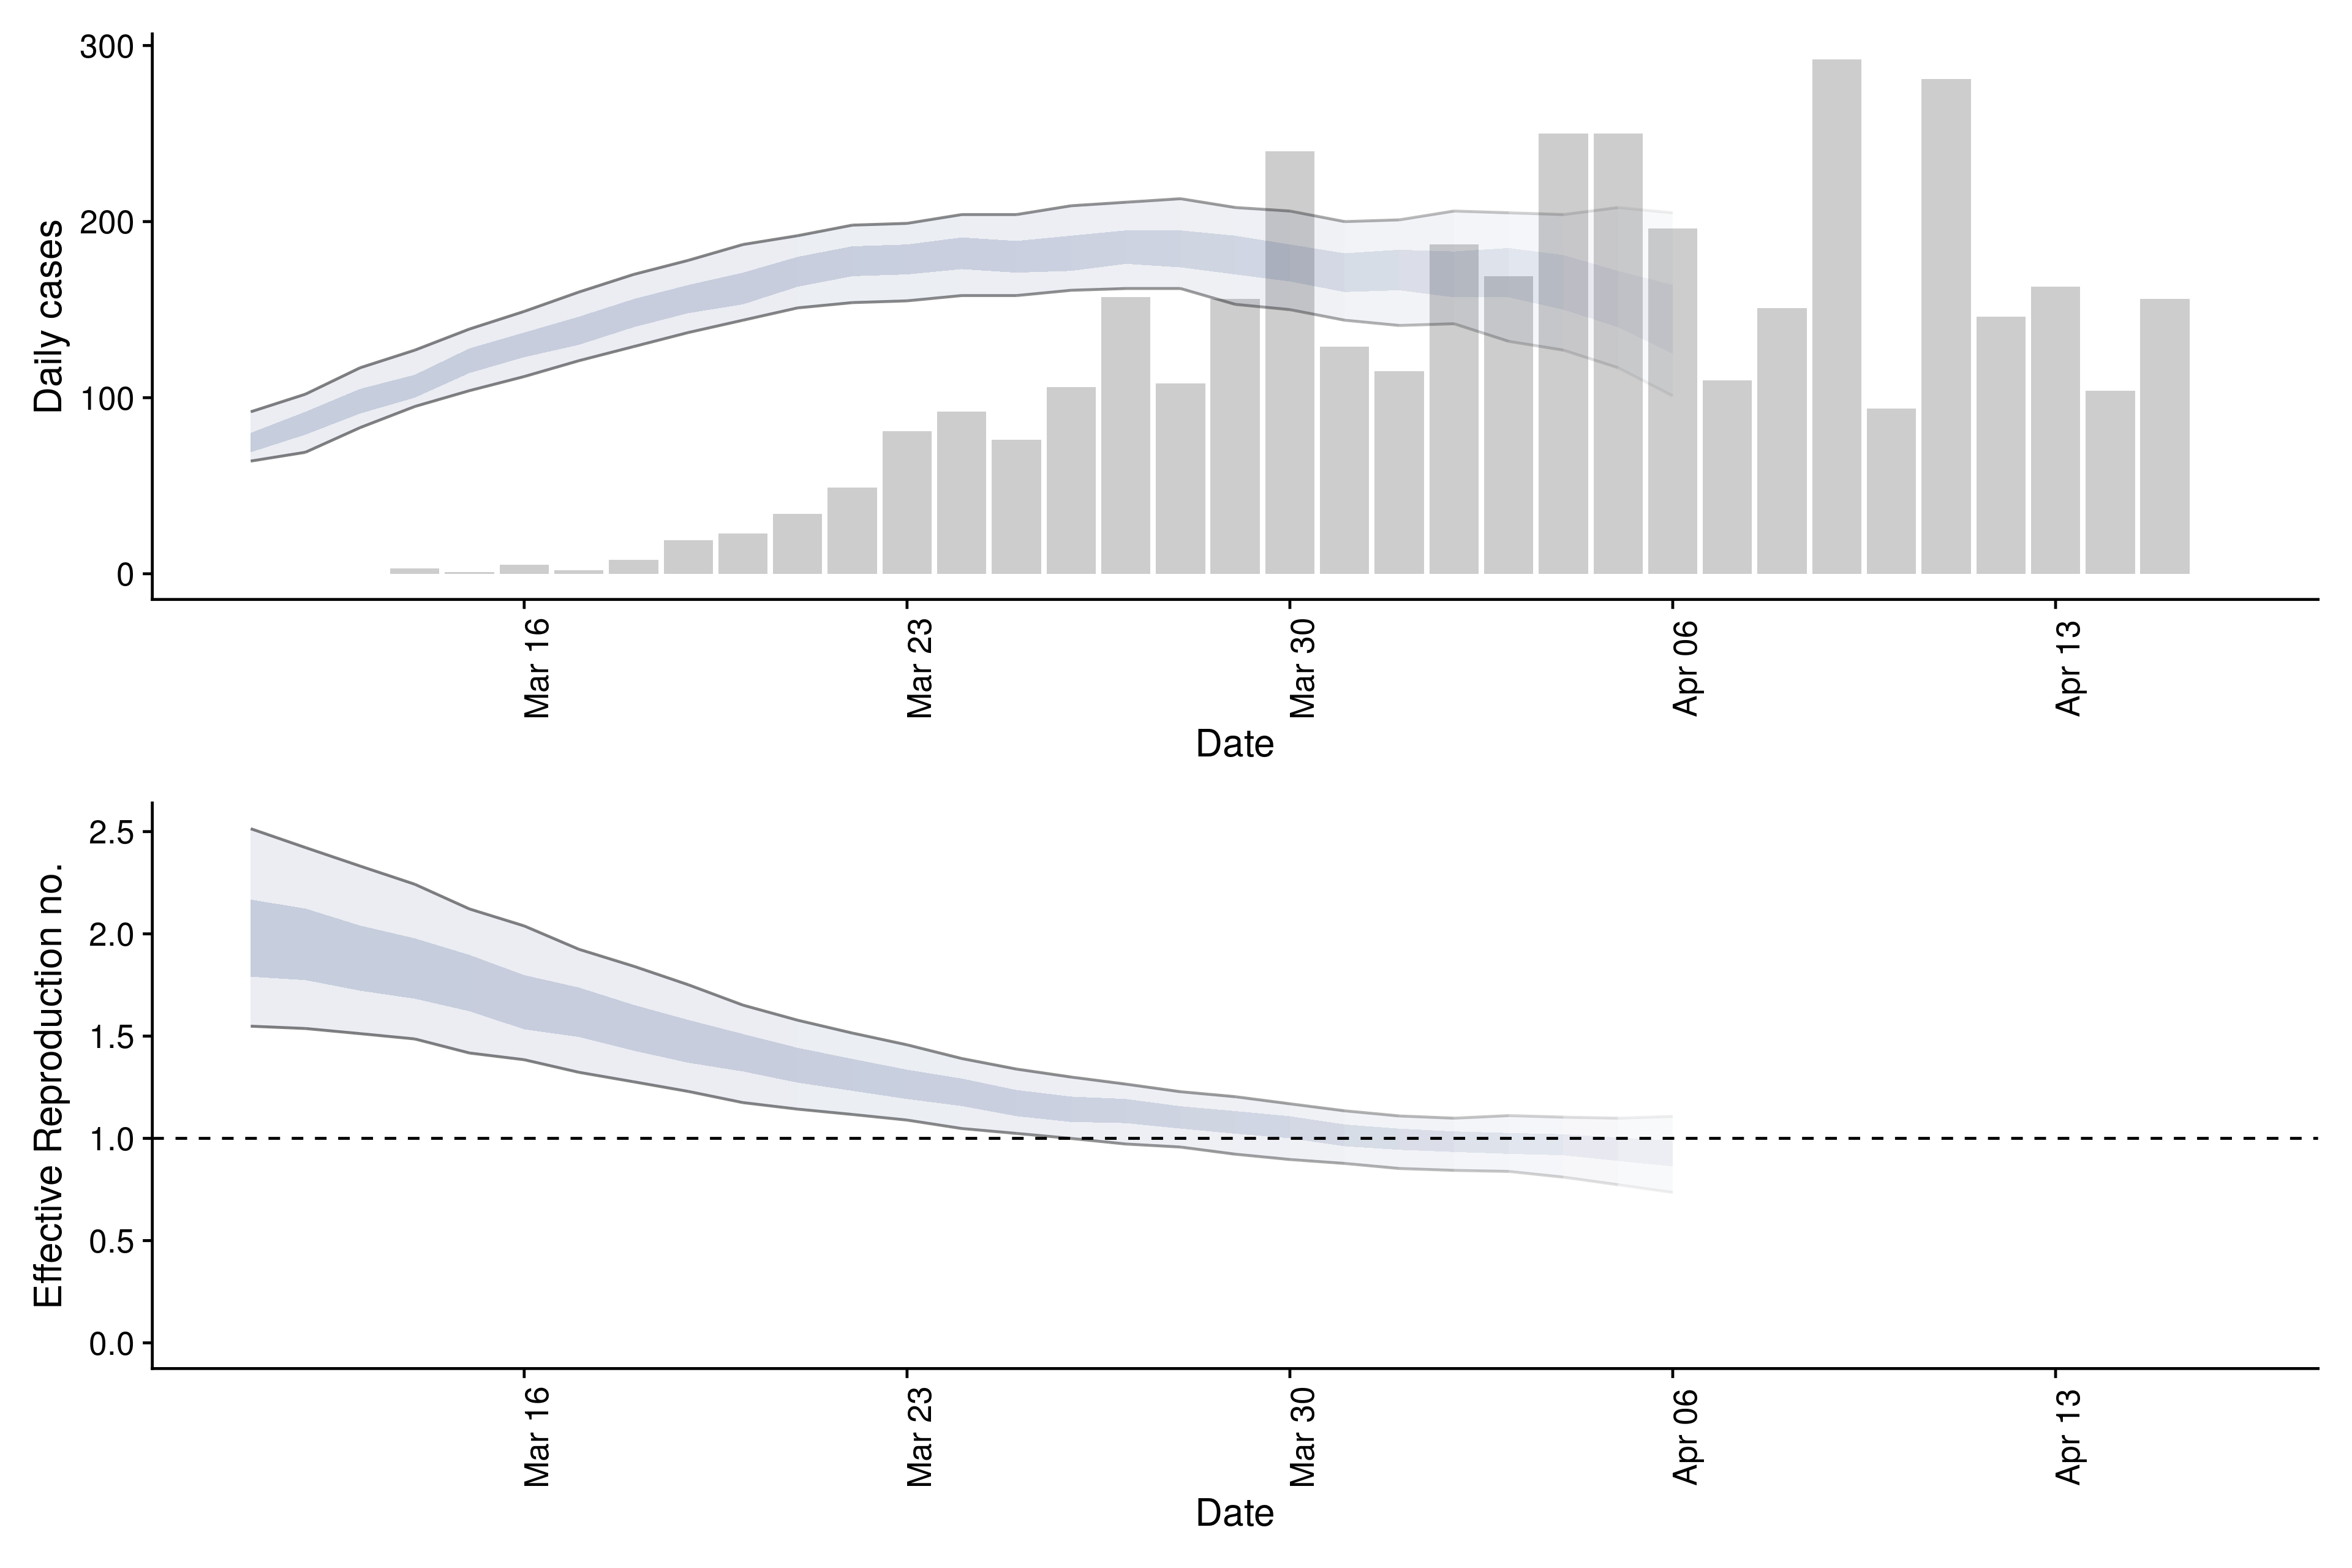 Daily cases
300
200
100
0
Mar 16
Mar 23
Mar 30
Apr 06
Apr 13
Date
Effective Reproduction no.
2.5
2.0
1.5
1.0
0.5
0.0
Mar 16
Mar 23
Mar 30
Apr 06
Apr 13
Date